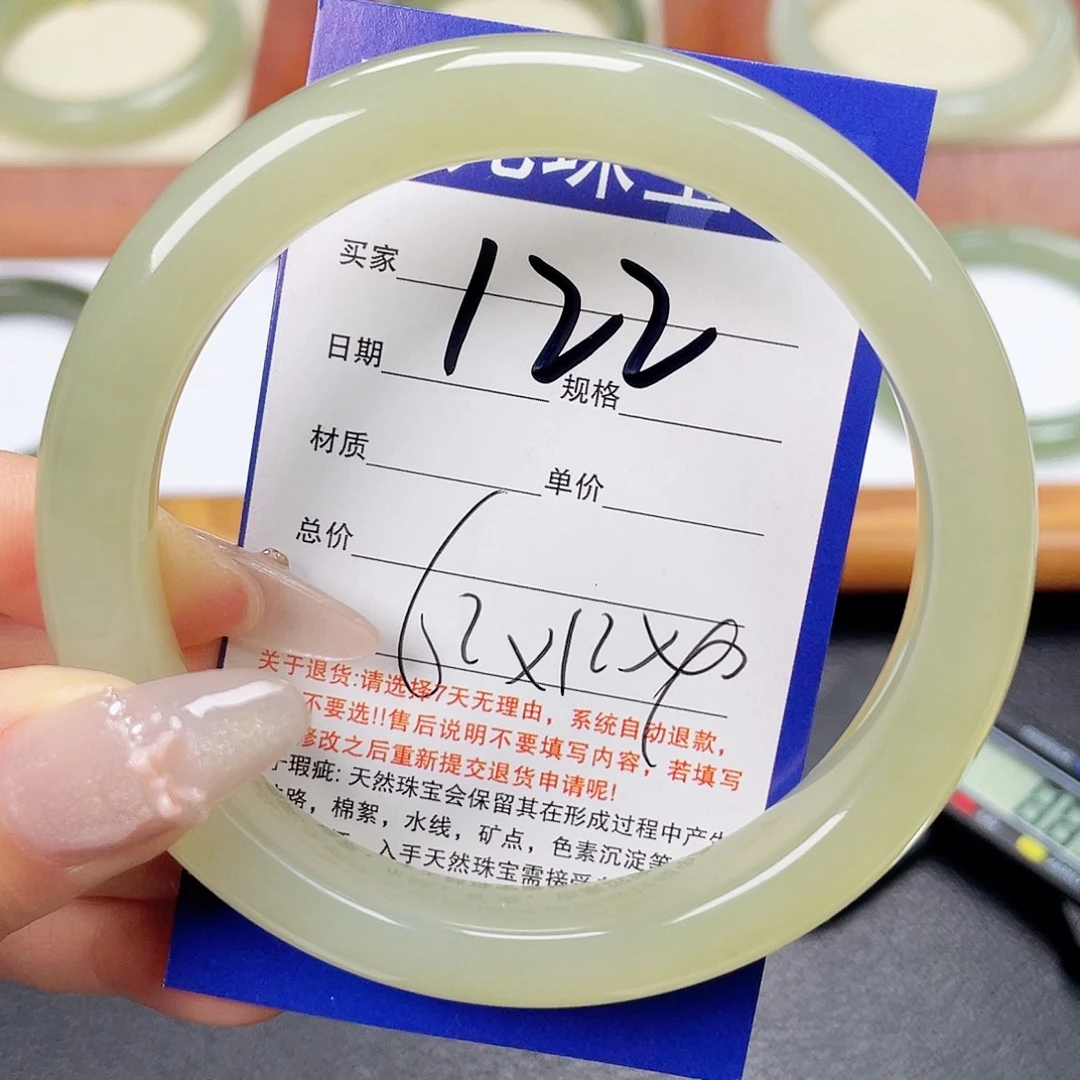 珠宝
买家 122
日期 规格
材质 单价
总价
62x12x9
关于退货:请选择7天无理由，系统自动退款，
不要选!!售后说明不要填写内容，若填写
修改之后重新提交退货申请呢!
瑕疵: 天然珠宝会保留其在形成过程中产生
路，棉絮，水线，矿点，色素沉淀等
入手天然珠宝需接受